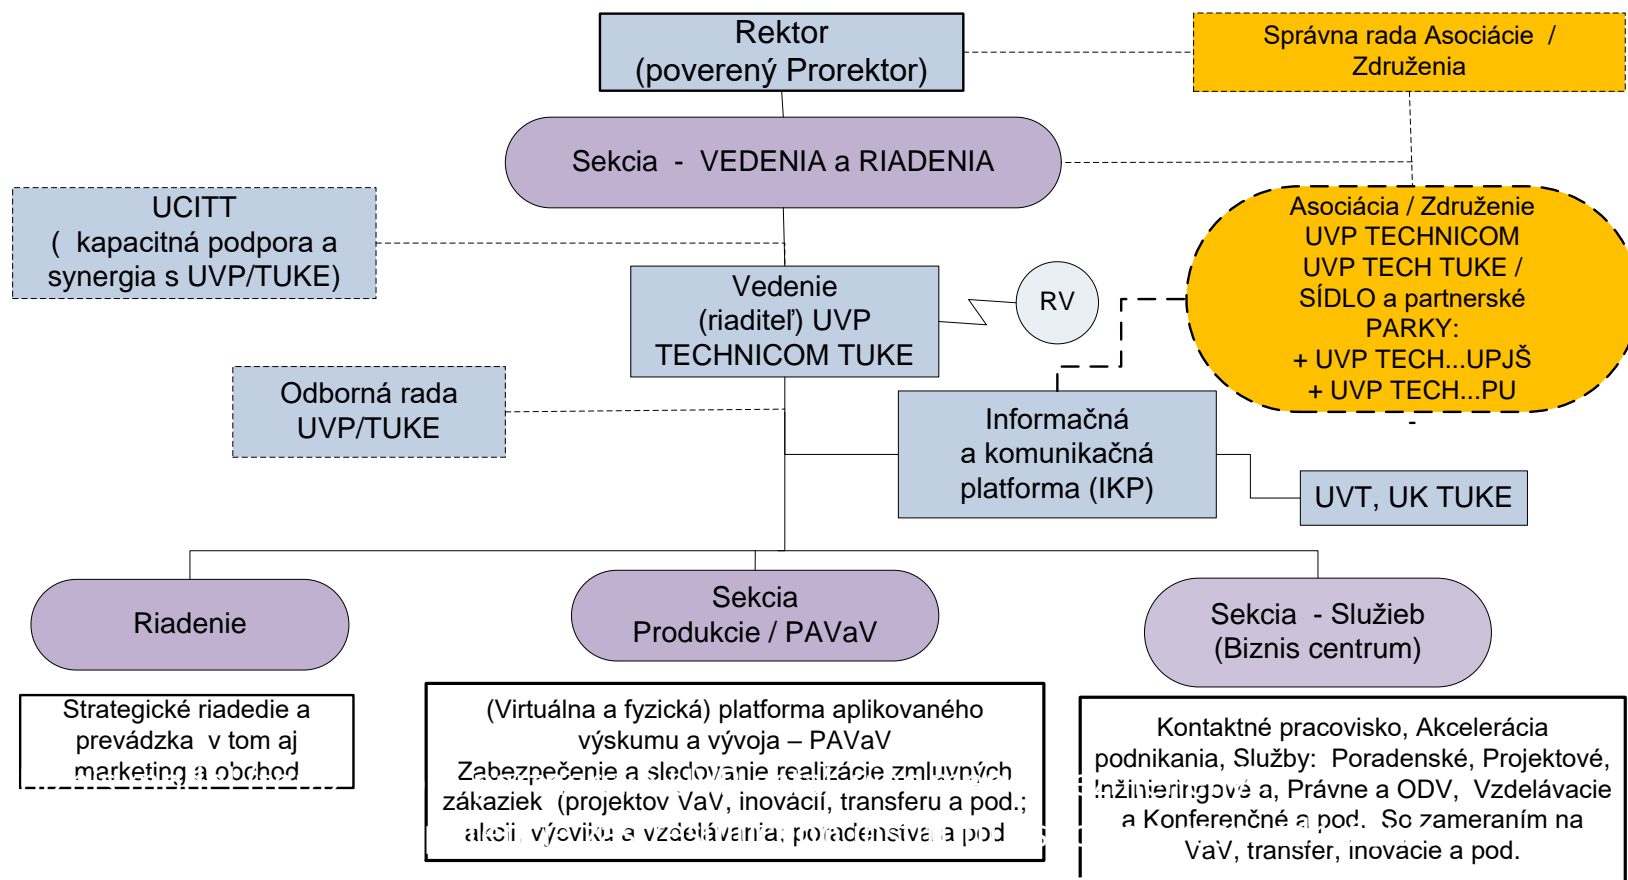 Rektor
(poverený Prorektor)
Správna rada Asociácie /
Združenia
Sekcia - VEDENIA a RIADENIA
UCITT
( kapacitná podpora a
synergia s UVP/TUKE)
Asociácia / Združenie
UVP TECHNICOM
UVP TECH TUKE /
SÍDLO a partnerské
PARKY:
+ UVP TECH...UPJŠ
+ UVP TECH...PU
-
Vedenie
(riaditeľ) UVP
TECHNICOM TUKE
RV
Odborná rada
UVP/TUKE
Informačná
a komunikačná
platforma (IKP)
UVT, UK TUKE
Riadenie
Sekcia
Produkcie / PAVaV
Sekcia - Služieb
(Biznis centrum)
Strategické riadedie a
prevádzka v tom aj
marketing a obchod
(Virtuálna a fyzická) platforma aplikovaného
výskumu a vývoja – PAVaV
Zabezpečenie a sledovanie realizácie zmluvných
zákaziek (projektov VaV, inovácií, transferu a pod.;
akcií, výcviku a vzdelávania, poradenstva a pod
Kontaktné pracovisko, Akcelerácia
podnikania, Služby: Poradenské, Projektové,
Inžinieringové a, Právne a ODV, Vzdelávacie
a Konferenčné a pod. So zameraním na
VaV, transfer, inovácie a pod.